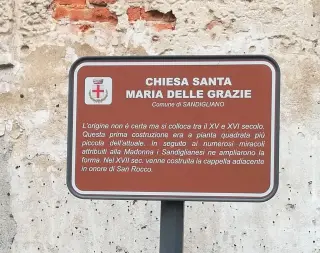 CHIESA SANTA
MARIA DELLE GRAZIE
Comune di SANDIGLIANO
L'origine non è certa ma si colloca tra il XV e XVI secolo.
Questa prima costruzione era a pianta quadrata più
piccola dell'attuale. In seguito ai numerosi miracoli
attribuiti alla Madonna i Sandiglianesi ne ampliarono la
forma. Nel XVII sec. venne costruita la cappella adiacente
in onore di San Rocco.